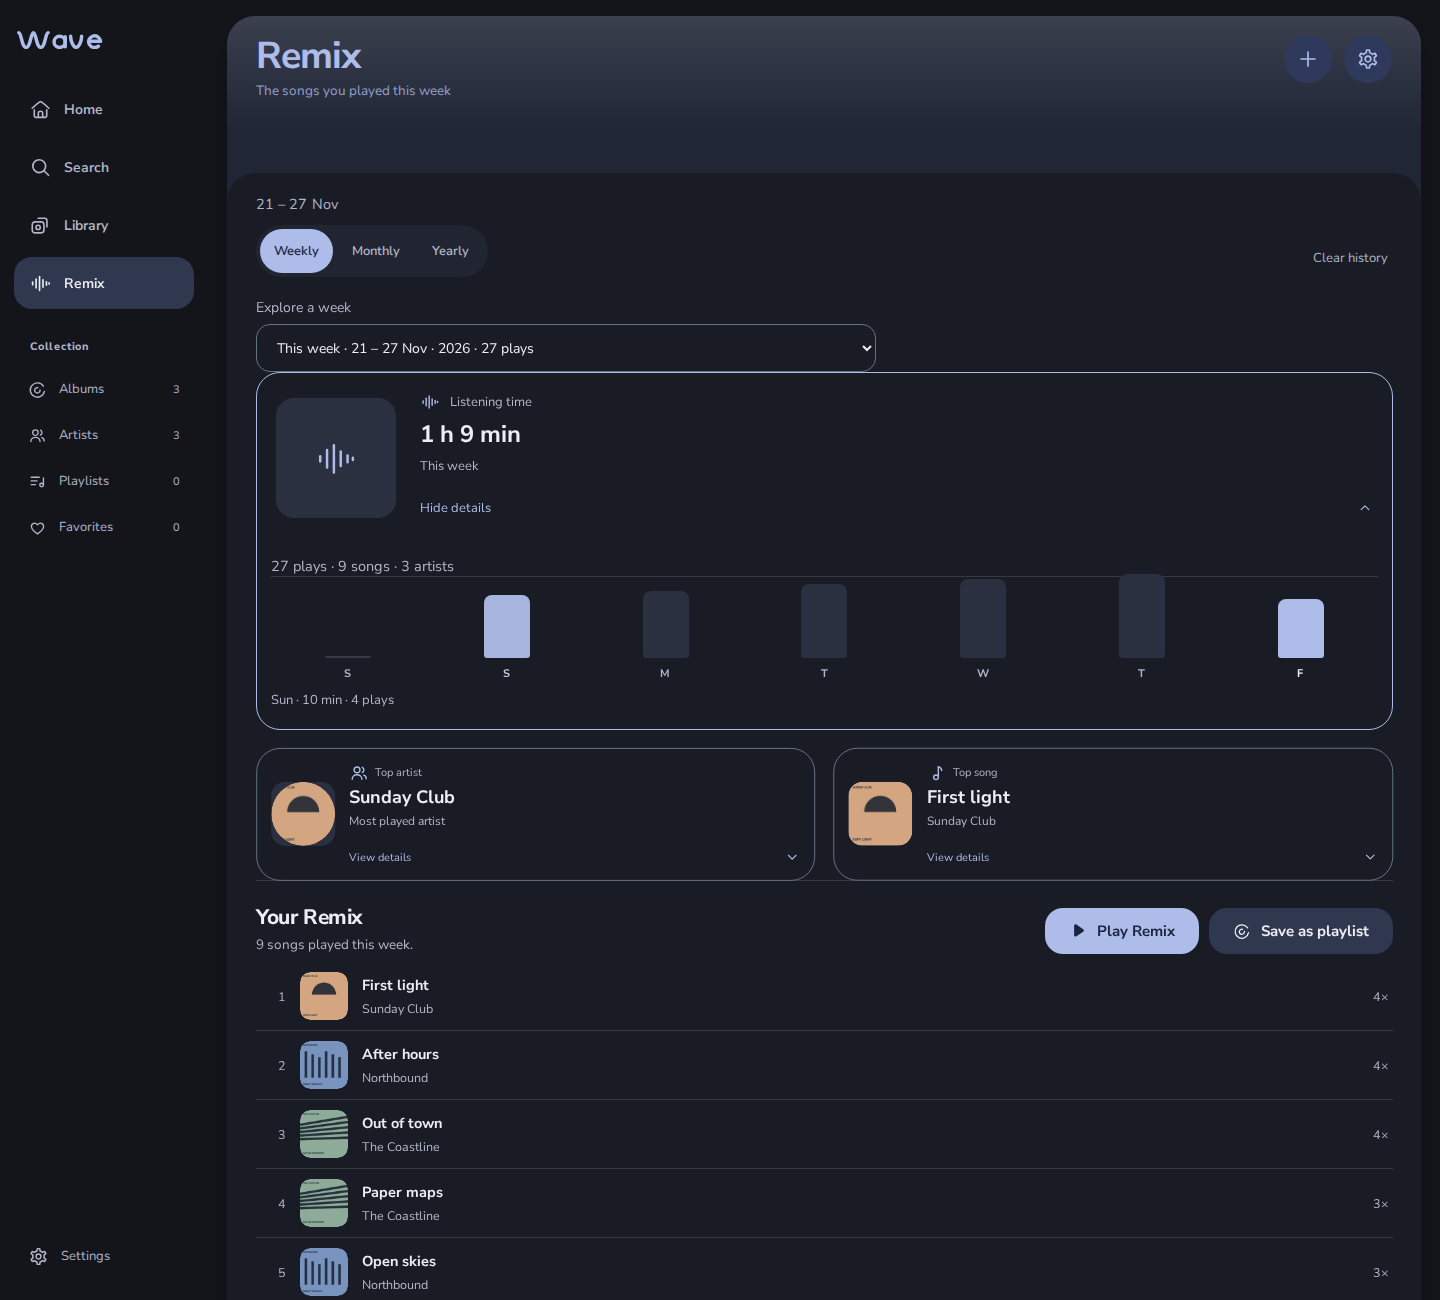 Wave
Home
Search
Library
Remix
Collection
Albums 3
Artists 3
Playlists 0
Favorites 0
Settings
Remix
The songs you played this week
21 – 27 Nov
Weekly Monthly Yearly
Clear history
Explore a week
This week · 21 – 27 Nov · 2026 · 27 plays
Listening time
1 h 9 min
This week
Hide details
27 plays · 9 songs · 3 artists
S S M T W T F
Sun · 10 min · 4 plays
Top artist
Sunday Club
Most played artist
View details
Top song
First light
Sunday Club
View details
Your Remix
9 songs played this week.
Play Remix
Save as playlist
1 First light 4×
Sunday Club
2 After hours 4×
Northbound
3 Out of town 4×
The Coastline
4 Paper maps 3×
The Coastline
5 Open skies 3×
Northbound